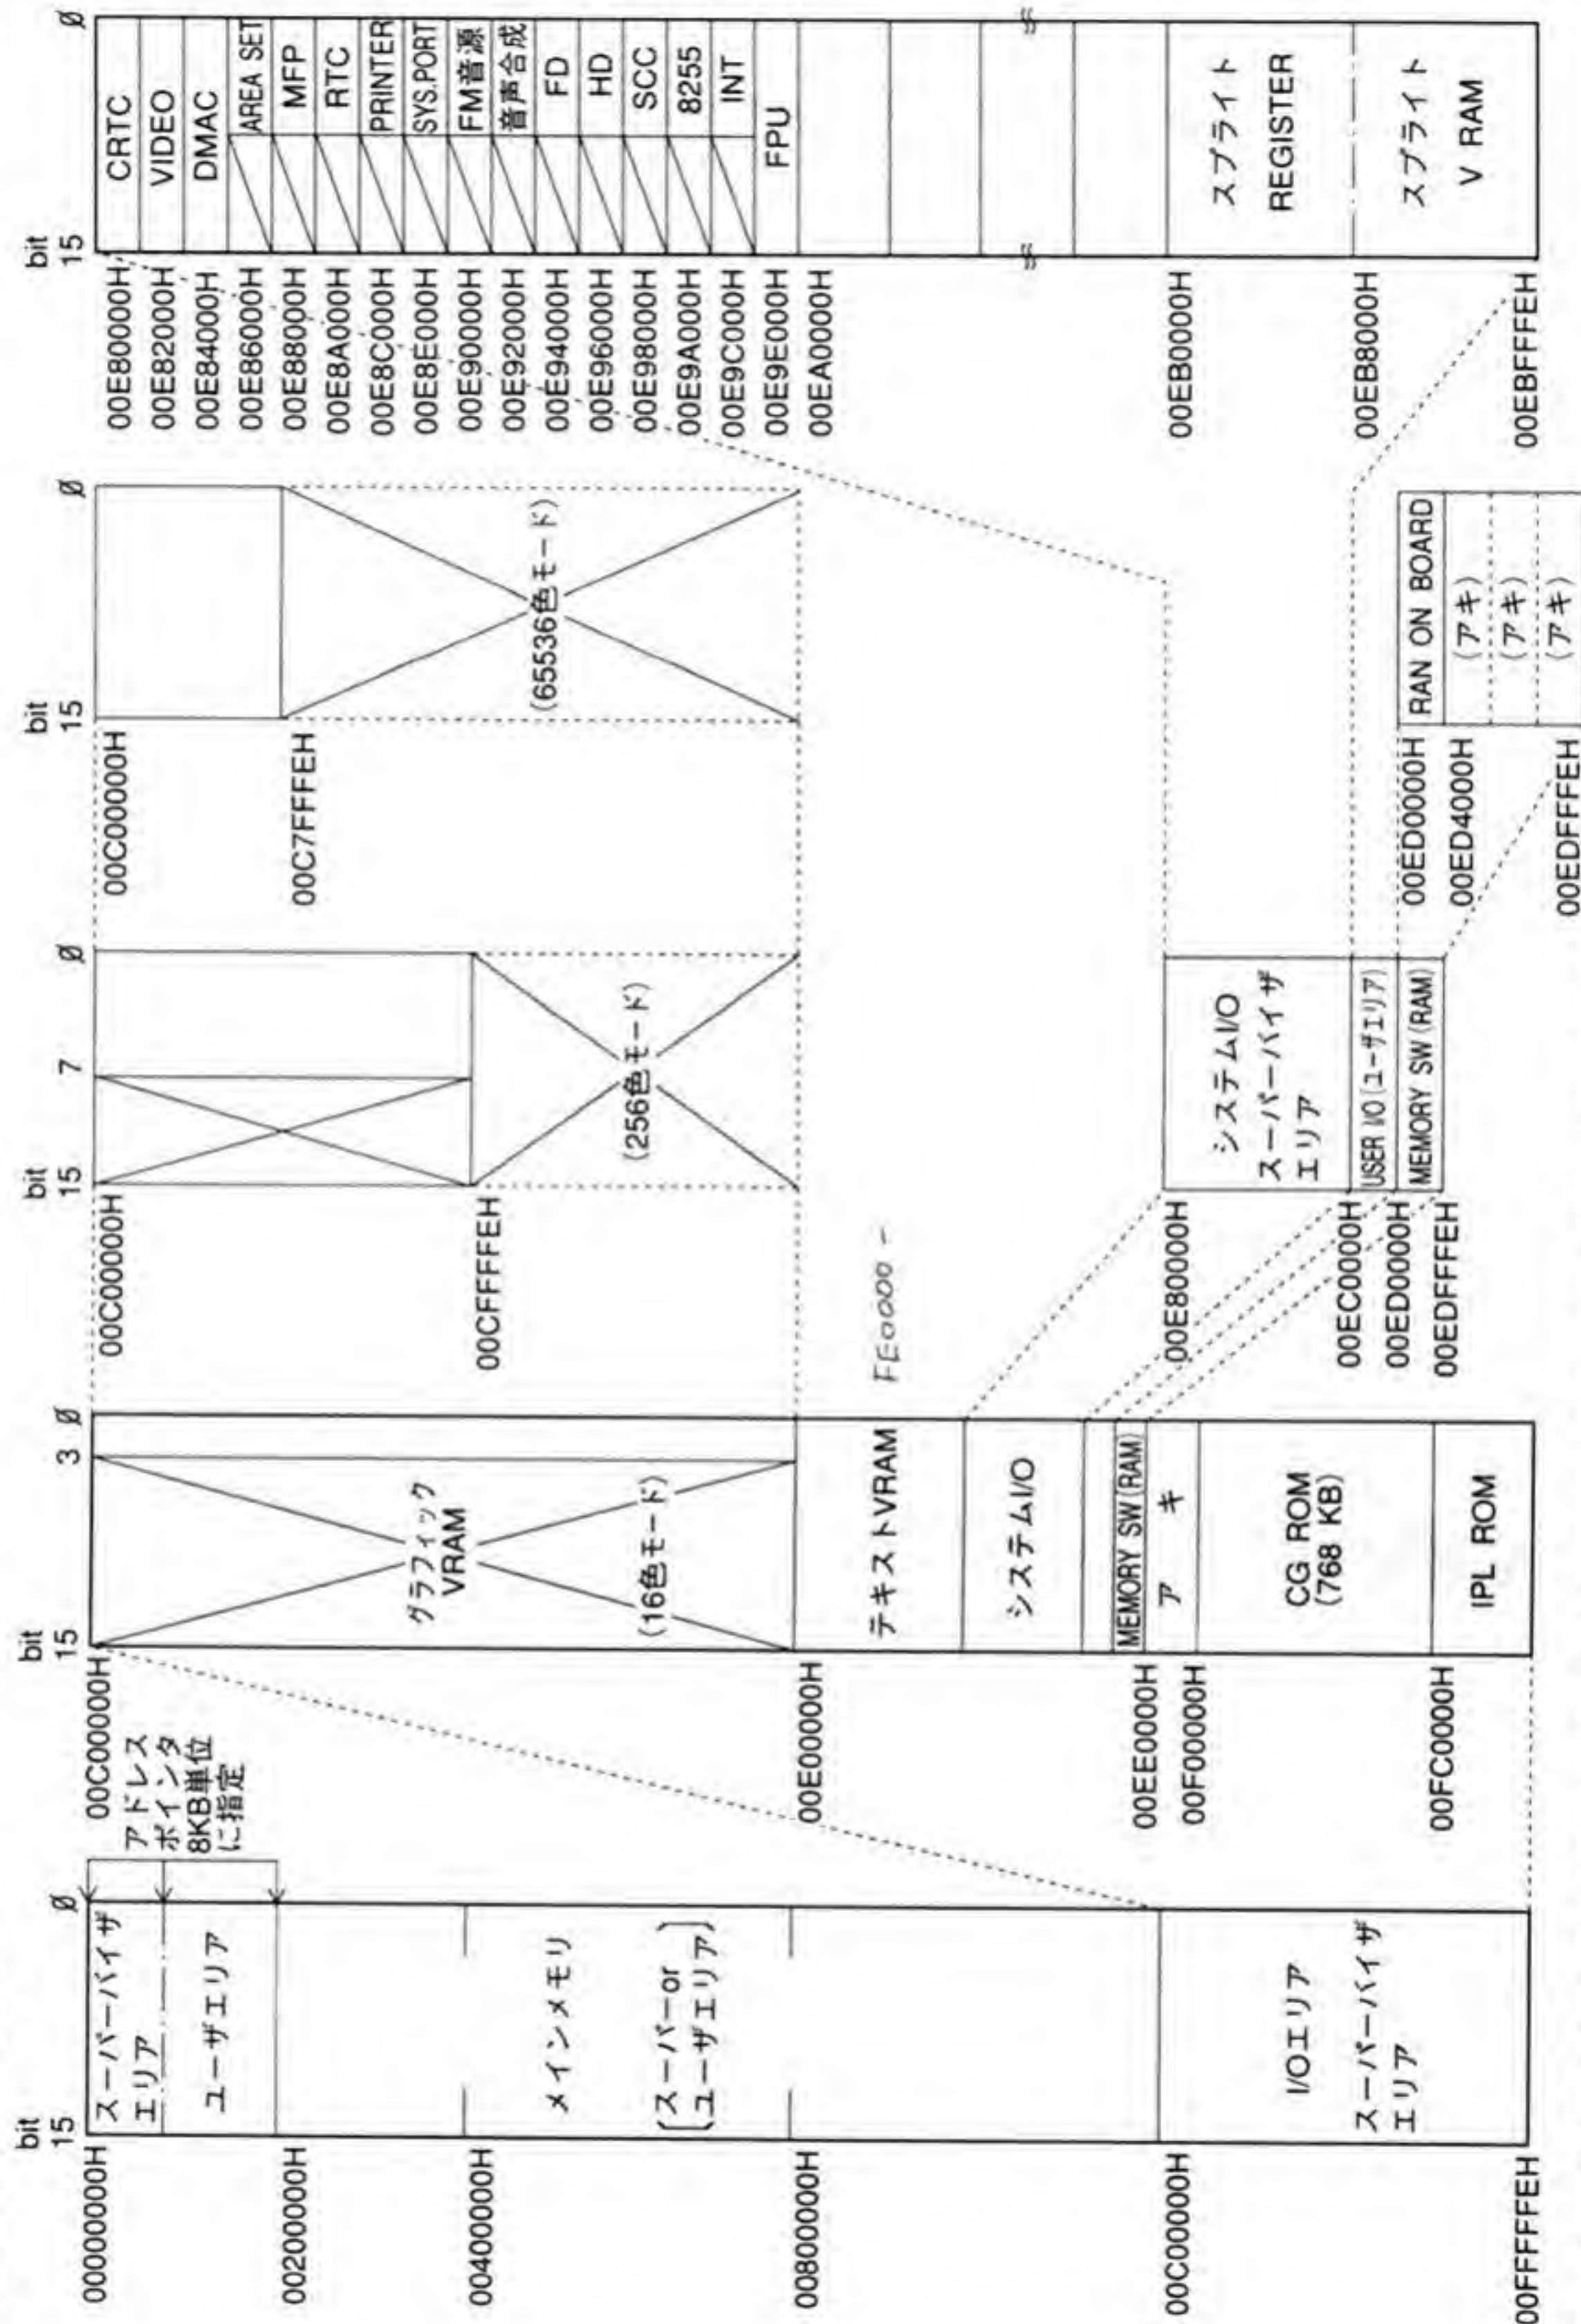 bit
15
Ø
00000000H
スーパーバイザ
エリア
ユーザエリア
アドレス
ポインタ
8KB単位
に指定
00200000H
00400000H
メインメモリ
(スーパーor
ユーザエリア)
00800000H
00C00000H
I/Oエリア
スーパーバイザ
エリア
00FFFFFEH
bit
15
3
Ø
00C00000H
グラフィック
VRAM
(16色モード)
00E00000H
テキストVRAM
FE0000 -
システムI/O
MEMORY SW (RAM)
00EE0000H
アキ
00F00000H
CG ROM
(768 KB)
00FC0000H
IPL ROM
bit
15
7
Ø
00C00000H
00CFFFFEH
(256色モード)
00E80000H
システムI/O
スーパーバイザ
エリア
00EC0000H
USER I/O (ユーザエリア)
00ED0000H
MEMORY SW (RAM)
00EDFFFEH
bit
15
Ø
00C00000H
00C7FFFEH
(65536色モード)
00ED0000H
RAN ON BOARD
00ED4000H
(アキ)
(アキ)
(アキ)
00EDFFFEH
bit
15
Ø
00E80000H CRTC
00E82000H VIDEO
00E84000H DMAC
00E86000H AREA SET
00E88000H MFP
00E8A000H RTC
00E8C000H PRINTER
00E8E000H SYS.PORT
00E90000H FM音源
00E92000H 音声合成
00E94000H FD
00E96000H HD
00E98000H SCC
00E9A000H 8255
00E9C000H INT
00E9E000H FPU
00EA0000H
00EB0000H
スプライト
REGISTER
00EB8000H
スプライト
V RAM
00EBFFFEH